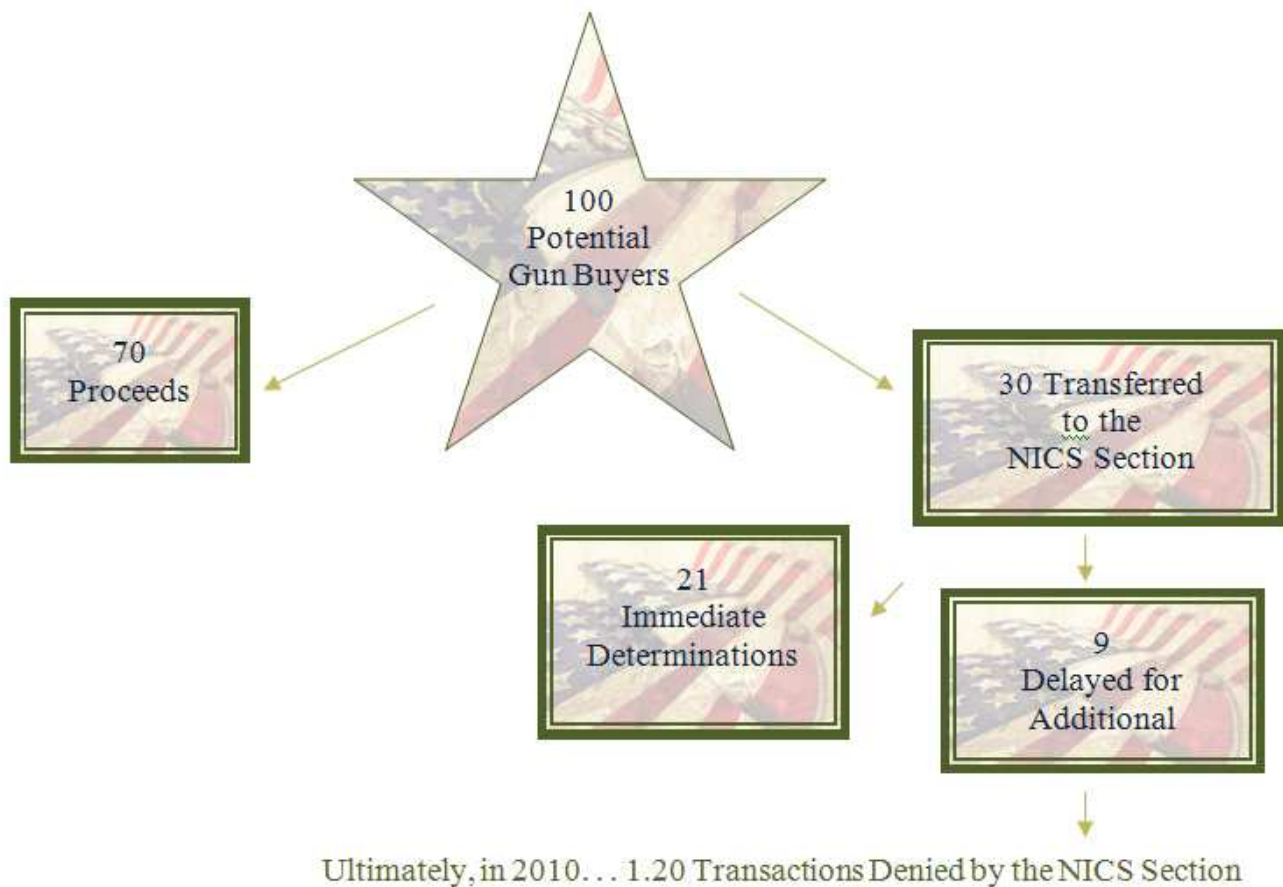 100
Potential
Gun Buyers
70
Proceeds
30 Transferred
to the
NICS Section
21
Immediate
Determinations
9
Delayed for
Additional
Ultimately, in 2010... 1.20 Transactions Denied by the NICS Section